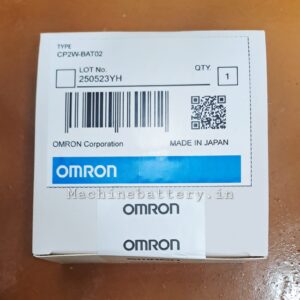 TYPE
CP2W-BAT02
LOT No. QTY
250523YH 1
OMRON Corporation MADE IN JAPAN
OMRON
Machinebattery.in
OMRON
OMRON